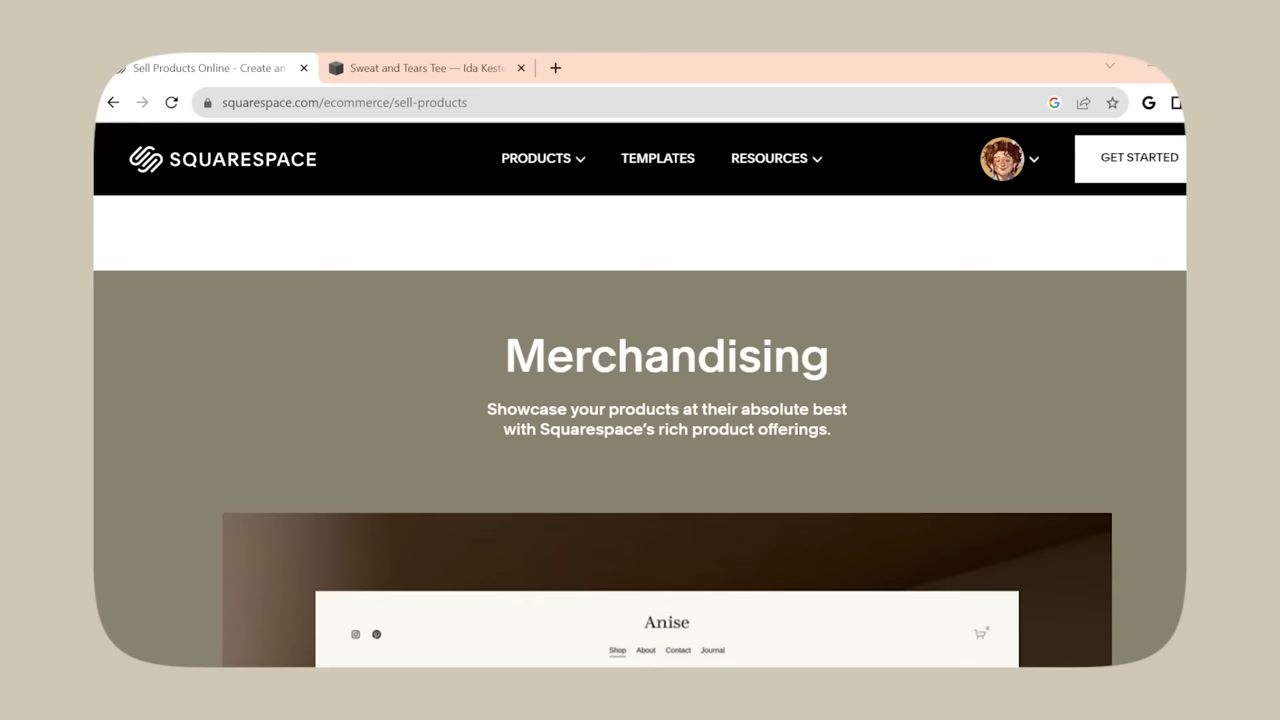 Sell Products Online - Create an
Sweat and Tears Tee — Ida Keste
squarespace.com/ecommerce/sell-products
SQUARESPACE
PRODUCTS
TEMPLATES
RESOURCES
GET STARTED
Merchandising
Showcase your products at their absolute best
with Squarespace’s rich product offerings.
Anise
Shop About Contact Journal